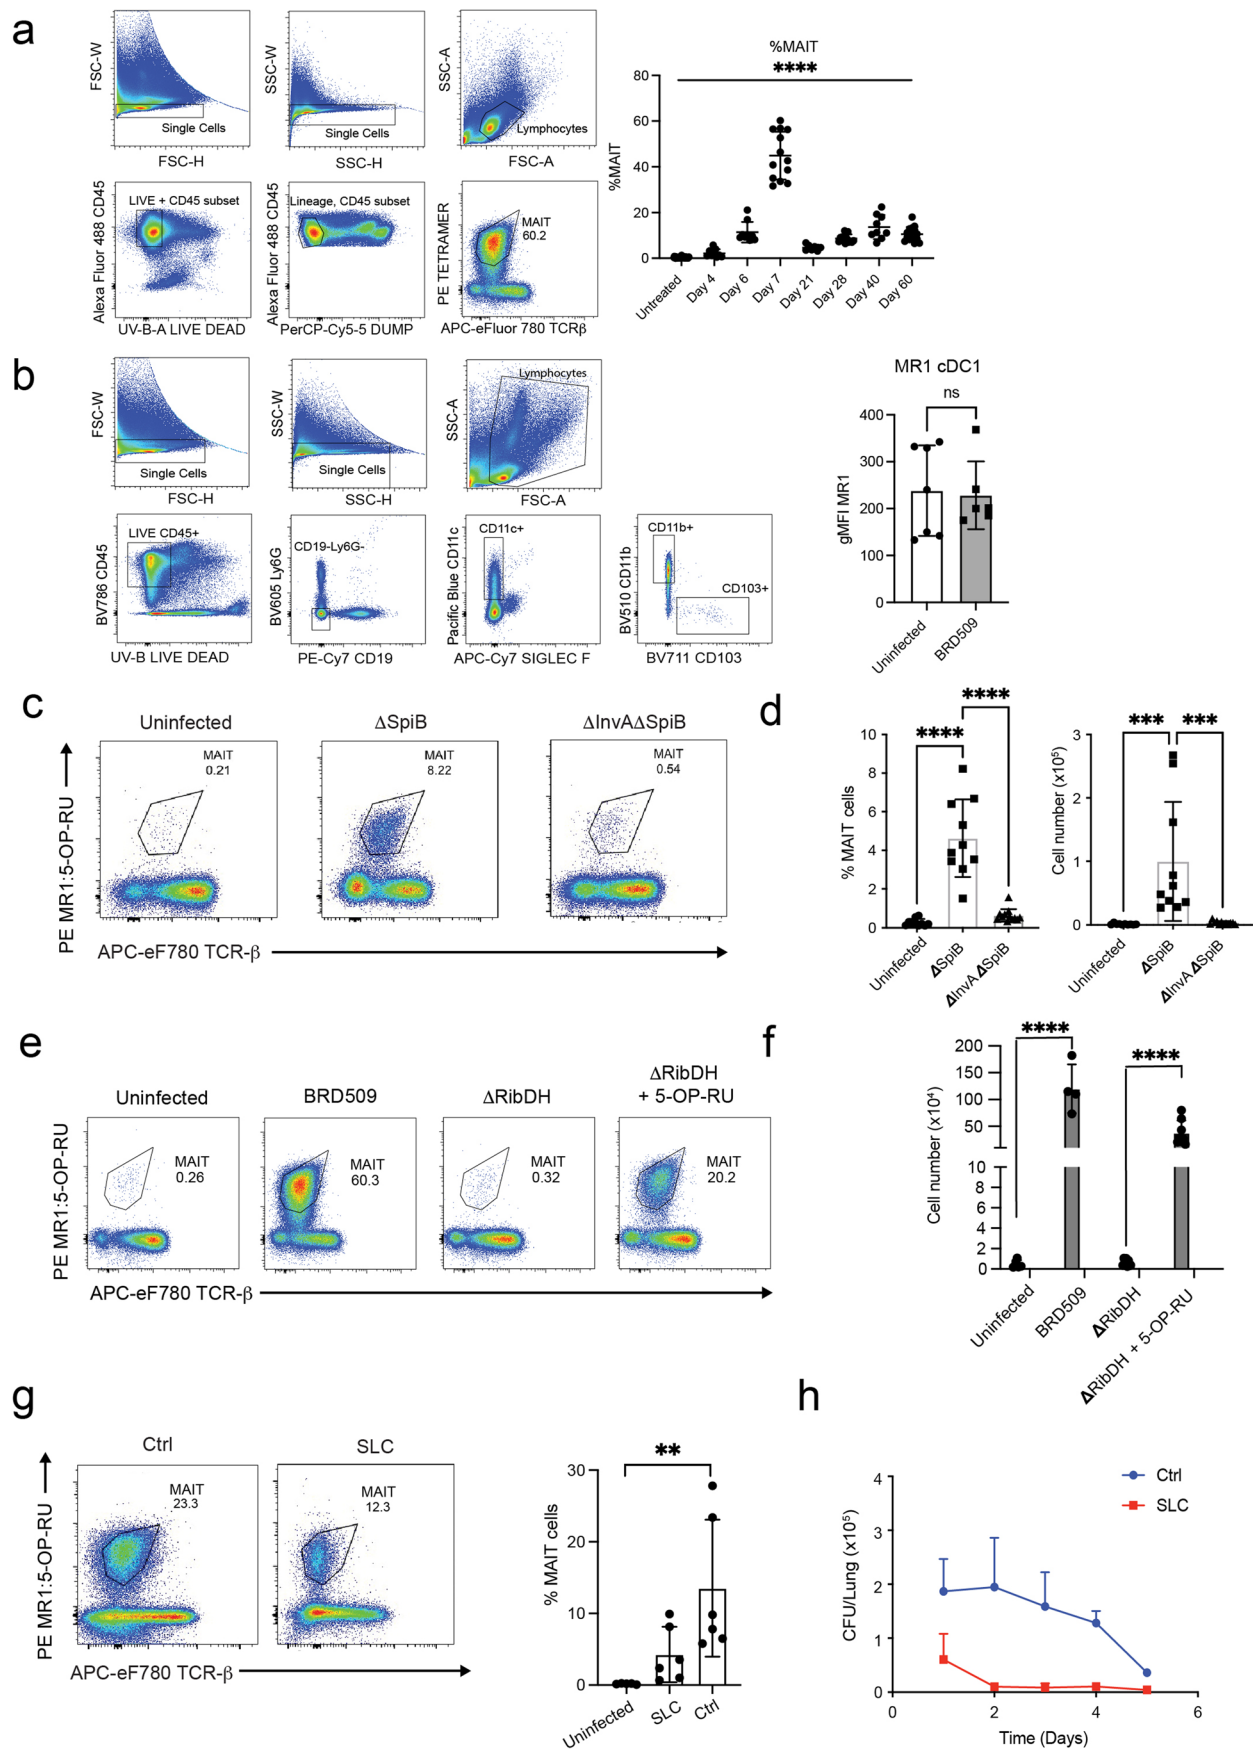 a
FSC-W
Single Cells
FSC-H
SSC-W
Single Cells
SSC-H
SSC-A
Lymphocytes
FSC-A
Alexa Fluor 488 CD45
LIVE + CD45 subset
UV-B-A LIVE DEAD
Alexa Fluor 488 CD45
Lineage, CD45 subset
PerCP-Cy5-5 DUMP
PE TETRAMER
MAIT
60.2
APC-eFluor 780 TCRβ
%MAIT
****
%MAIT
80
60
40
20
0
Untreated
Day 4
Day 6
Day 7
Day 21
Day 28
Day 40
Day 60
b
FSC-W
Single Cells
FSC-H
SSC-W
Single Cells
SSC-H
SSC-A
Lymphocytes
FSC-A
BV786 CD45
LIVE CD45+
UV-B LIVE DEAD
BV605 Ly6G
CD19-Ly6G-
PE-Cy7 CD19
Pacific Blue CD11c
CD11c+
APC-Cy7 SIGLEC F
BV510 CD11b
CD11b+
CD103+
BV711 CD103
MR1 cDC1
ns
gMFI MR1
400
300
200
100
0
Uninfected
BRD509
c
PE MR1:5-OP-RU
Uninfected
MAIT
0.21
ΔSpiB
MAIT
8.22
ΔInvAΔSpiB
MAIT
0.54
APC-eF780 TCR-β
d
****
****
% MAIT cells
10
8
6
4
2
0
Uninfected
ΔSpiB
ΔInvA ΔSpiB
***
***
Cell number (x10⁵)
3
2
1
0
Uninfected
ΔSpiB
ΔInvA ΔSpiB
e
PE MR1:5-OP-RU
Uninfected
MAIT
0.26
BRD509
MAIT
60.3
ΔRibDH
MAIT
0.32
ΔRibDH
+ 5-OP-RU
MAIT
20.2
APC-eF780 TCR-β
f
****
****
Cell number (x10⁴)
200
150
100
50
10
8
6
4
2
0
Uninfected
BRD509
ΔRibDH
ΔRibDH + 5-OP-RU
g
PE MR1:5-OP-RU
Ctrl
MAIT
23.3
SLC
MAIT
12.3
APC-eF780 TCR-β
**
% MAIT cells
30
20
10
0
Uninfected
SLC
Ctrl
h
Ctrl
SLC
CFU/Lung (x10⁵)
4
3
2
1
0
0
2
4
6
Time (Days)